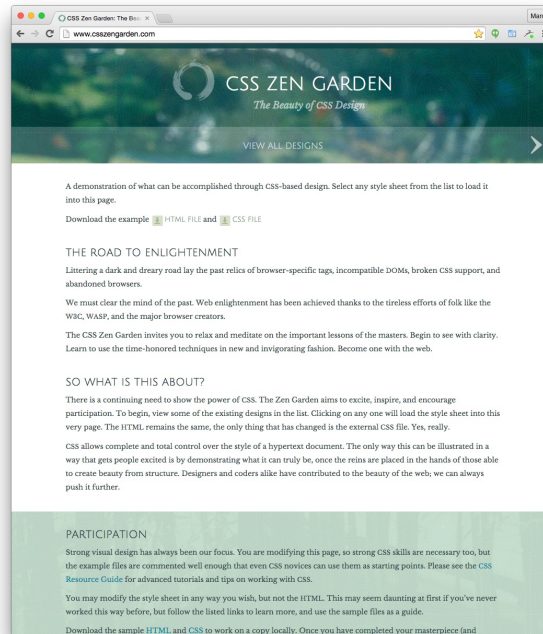 CSS Zen Garden: The Bea
Man
www.csszengarden.com
CSS ZEN GARDEN
The Beauty of CSS Design
VIEW ALL DESIGNS
A demonstration of what can be accomplished through CSS-based design. Select any style sheet from the list to load it
into this page.
Download the example HTML FILE and CSS FILE
THE ROAD TO ENLIGHTENMENT
Littering a dark and dreary road lay the past relics of browser-specific tags, incompatible DOMs, broken CSS support, and
abandoned browsers.
We must clear the mind of the past. Web enlightenment has been achieved thanks to the tireless efforts of folk like the
W3C, WASP, and the major browser creators.
The CSS Zen Garden invites you to relax and meditate on the important lessons of the masters. Begin to see with clarity.
Learn to use the time-honored techniques in new and invigorating fashion. Become one with the web.
SO WHAT IS THIS ABOUT?
There is a continuing need to show the power of CSS. The Zen Garden aims to excite, inspire, and encourage
participation. To begin, view some of the existing designs in the list. Clicking on any one will load the style sheet into this
very page. The HTML remains the same, the only thing that has changed is the external CSS file. Yes, really.
CSS allows complete and total control over the style of a hypertext document. The only way this can be illustrated in a
way that gets people excited is by demonstrating what it can truly be, once the reins are placed in the hands of those able
to create beauty from structure. Designers and coders alike have contributed to the beauty of the web; we can always
push it further.
PARTICIPATION
Strong visual design has always been our focus. You are modifying this page, so strong CSS skills are necessary too, but
the example files are commented well enough that even CSS novices can use them as starting points. Please see the CSS
Resource Guide for advanced tutorials and tips on working with CSS.
You may modify the style sheet in any way you wish, but not the HTML. This may seem daunting at first if you've never
worked this way before, but follow the listed links to learn more, and use the sample files as a guide.
Download the sample HTML and CSS to work on a copy locally. Once you have completed your masterpiece (and